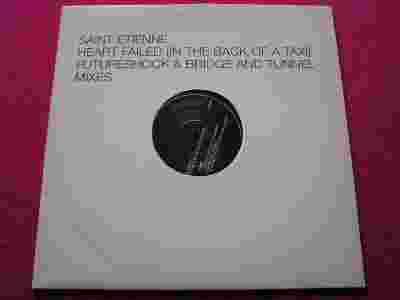 SAINT ETIENNE
HEART FAILED [IN THE BACK OF A TAXI]
FUTURESHOCK & BRIDGE AND TUNNEL
MIXES